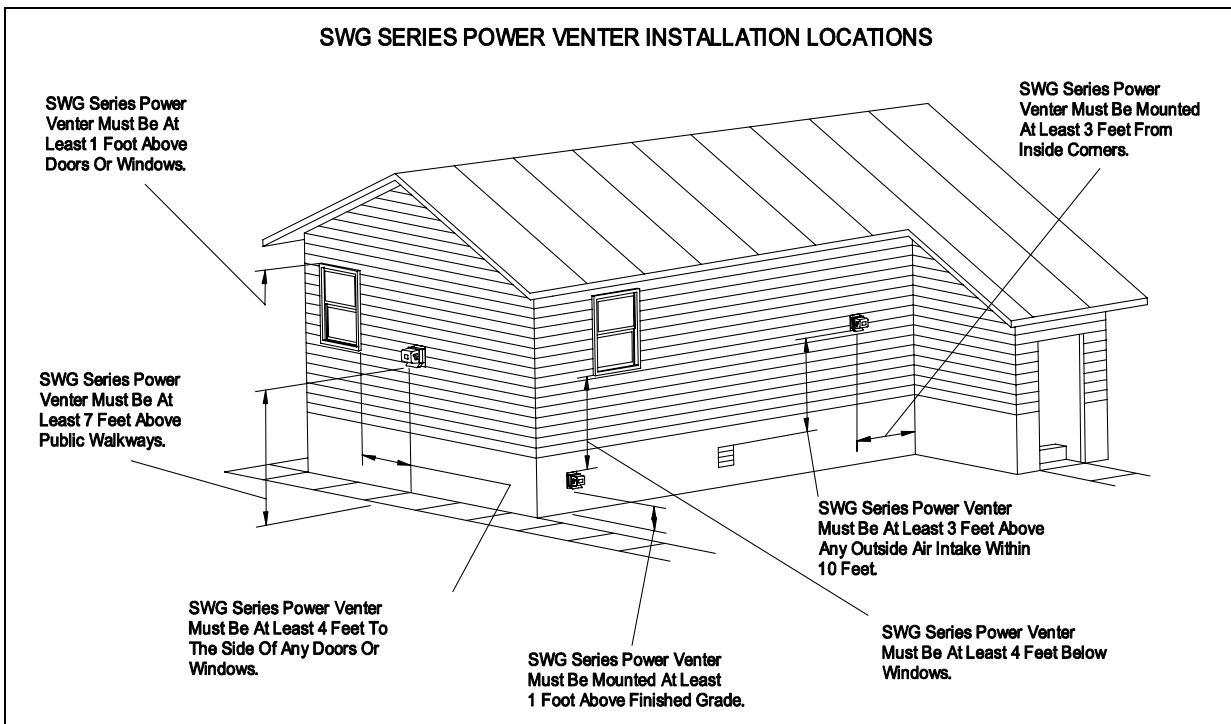 SWG SERIES POWER VENTER INSTALLATION LOCATIONS
SWG Series Power
Venter Must Be At
Least 1 Foot Above
Doors Or Windows.
SWG Series Power
Venter Must Be Mounted
At Least 3 Feet From
Inside Corners.
SWG Series Power
Venter Must Be At
Least 7 Feet Above
Public Walkways.
SWG Series Power Venter
Must Be At Least 3 Feet Above
Any Outside Air Intake Within
10 Feet.
SWG Series Power Venter
Must Be At Least 4 Feet To
The Side Of Any Doors Or
Windows.
SWG Series Power Venter
Must Be Mounted At Least
1 Foot Above Finished Grade.
SWG Series Power Venter
Must Be At Least 4 Feet Below
Windows.